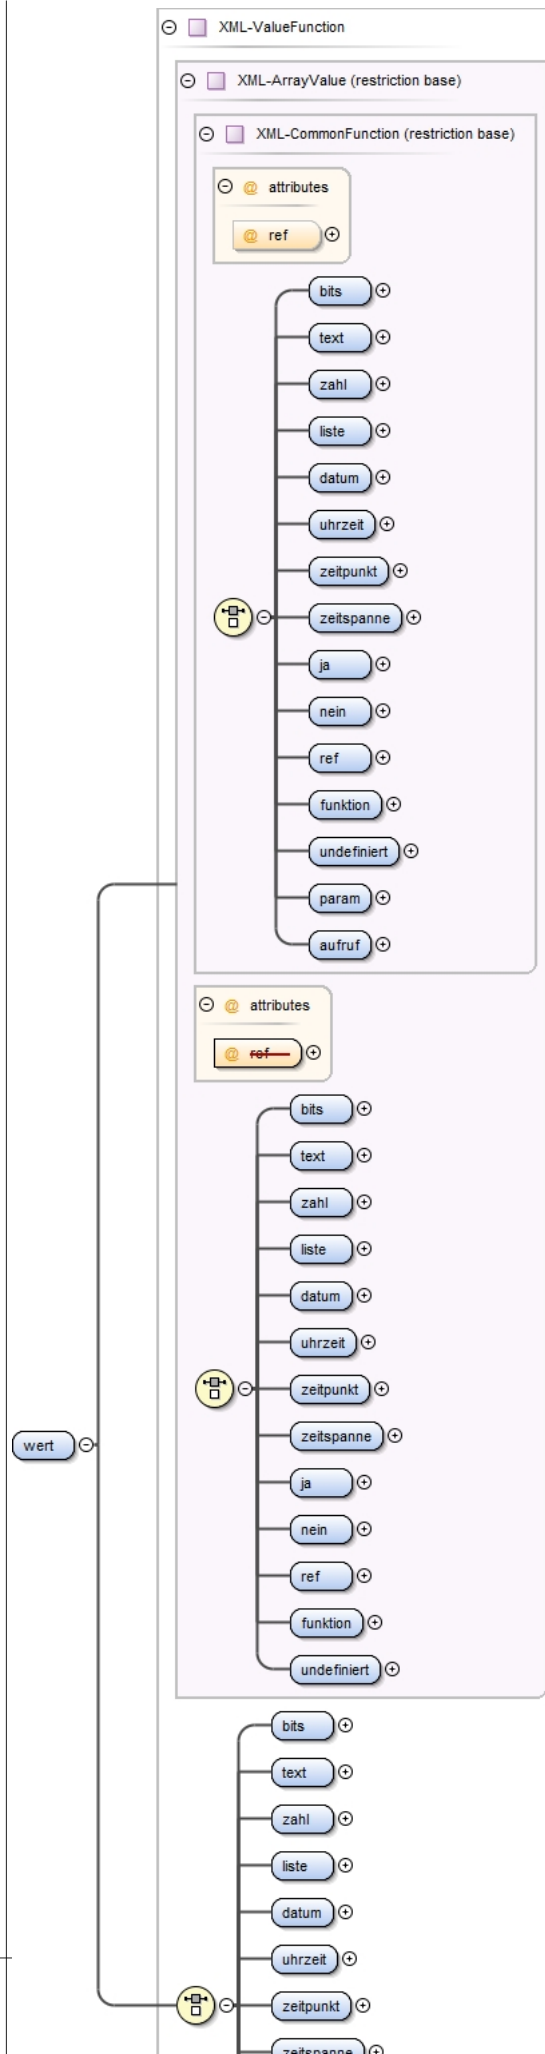 XML-ValueFunction
XML-ArrayValue (restriction base)
XML-CommonFunction (restriction base)
@ attributes
@ ref
bits
text
zahl
liste
datum
uhrzeit
zeitpunkt
zeitspanne
ja
nein
ref
funktion
undefiniert
param
aufruf
@ attributes
@ ref
bits
text
zahl
liste
datum
uhrzeit
zeitpunkt
zeitspanne
wert
ja
nein
ref
funktion
undefiniert
bits
text
zahl
liste
datum
uhrzeit
zeitpunkt
zeitspanne